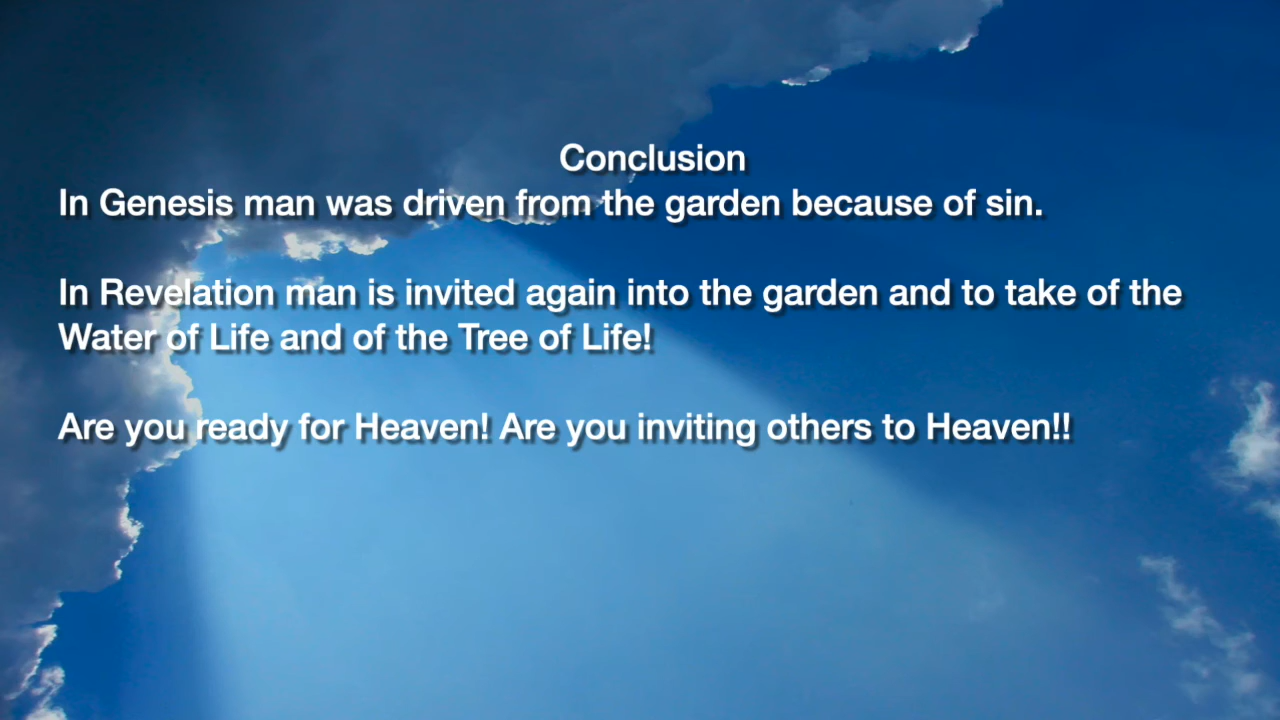 Conclusion
In Genesis man was driven from the garden because of sin.
In Revelation man is invited again into the garden and to take of the
Water of Life and of the Tree of Life!
Are you ready for Heaven! Are you inviting others to Heaven!!